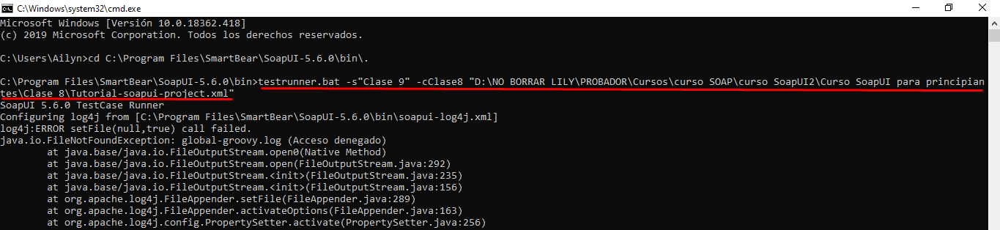 C:\Windows\system32\cmd.exe
Microsoft Windows [Versión 10.0.18362.418]
(c) 2019 Microsoft Corporation. Todos los derechos reservados.
C:\Users\Ailyn>cd C:\Program Files\SmartBear\SoapUI-5.6.0\bin\.
C:\Program Files\SmartBear\SoapUI-5.6.0\bin>testrunner.bat -s"Clase 9" -cClase8 "D:\NO BORRAR LILY\PROBADOR\Cursos\curso SOAP\curso SoapUI2\Curso SoapUI para principian
tes\Clase 8\Tutorial-soapui-project.xml"
SoapUI 5.6.0 TestCase Runner
Configuring log4j from [C:\Program Files\SmartBear\SoapUI-5.6.0\bin\soapui-log4j.xml]
log4j:ERROR setFile(null,true) call failed.
java.io.FileNotFoundException: global-groovy.log (Acceso denegado)
at java.base/java.io.FileOutputStream.open0(Native Method)
at java.base/java.io.FileOutputStream.open(FileOutputStream.java:292)
at java.base/java.io.FileOutputStream.<init>(FileOutputStream.java:235)
at java.base/java.io.FileOutputStream.<init>(FileOutputStream.java:156)
at org.apache.log4j.FileAppender.setFile(FileAppender.java:289)
at org.apache.log4j.FileAppender.activateOptions(FileAppender.java:163)
at org.apache.log4j.config.PropertySetter.activate(PropertySetter.java:256)